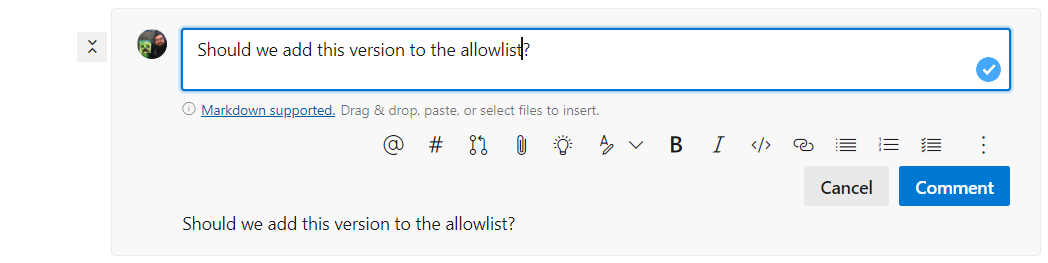 Should we add this version to the allowlist?
Markdown supported. Drag & drop, paste, or select files to insert.
@ # A B I </>
Cancel Comment
Should we add this version to the allowlist?